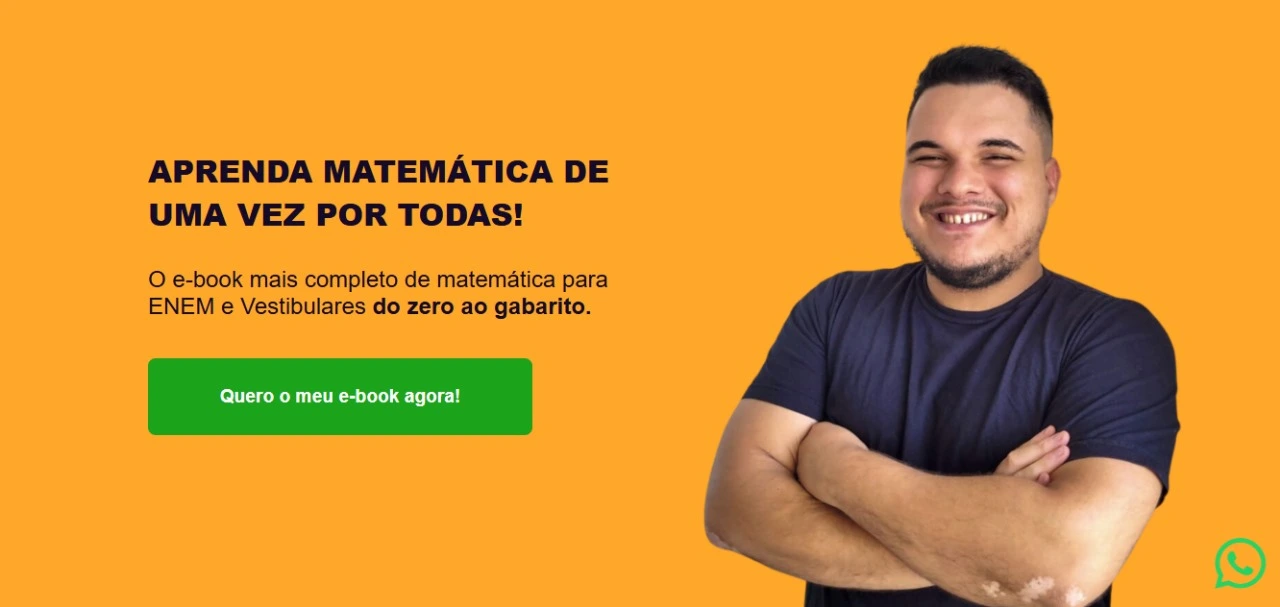 APRENDA MATEMÁTICA DE
UMA VEZ POR TODAS!
O e-book mais completo de matemática para
ENEM e Vestibulares do zero ao gabarito.
Quero o meu e-book agora!